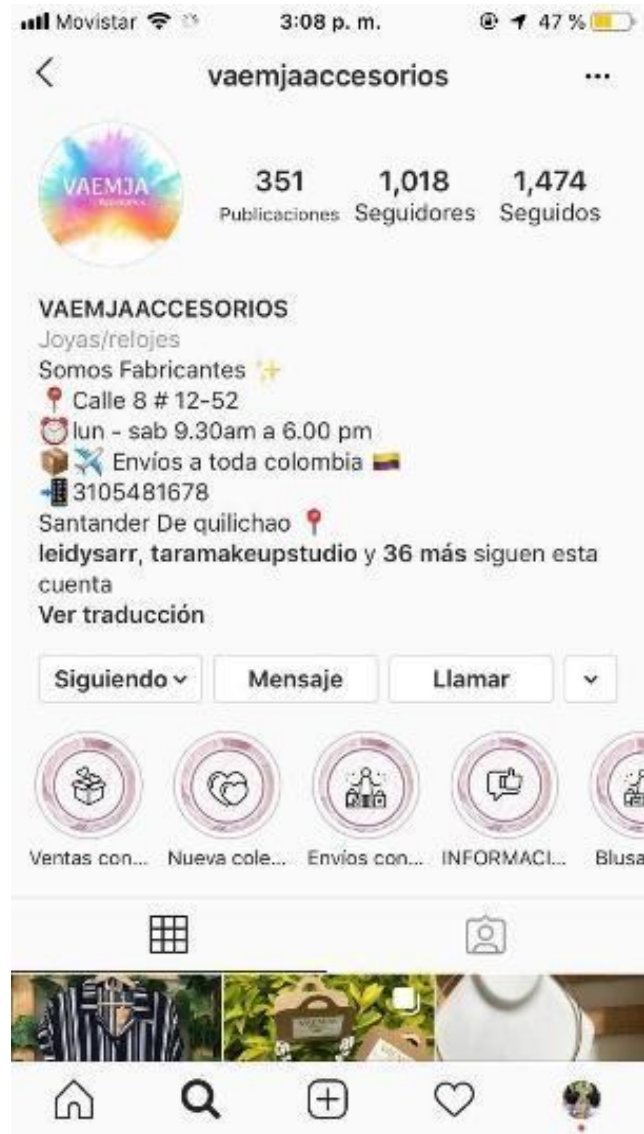 Movistar 3:08 p. m. 47 %
vaemjaaccesorios
VAEMJA
351 1,018 1,474
Publicaciones Seguidores Seguidos
VAEMJAACCESORIOS
Joyas/relojes
Somos Fabricantes ✨
📍 Calle 8 # 12-52
⏰lun - sab 9.30am a 6.00 pm
📦✈️ Envíos a toda colombia 🇨🇴
📲3105481678
Santander De quilichao 📍
leidysarr, taramakeupstudio y 36 más siguen esta
cuenta
Ver traducción
Siguiendo Mensaje Llamar
Ventas con... Nueva cole... Envíos con... INFORMACI... Blusa
VAEMJA